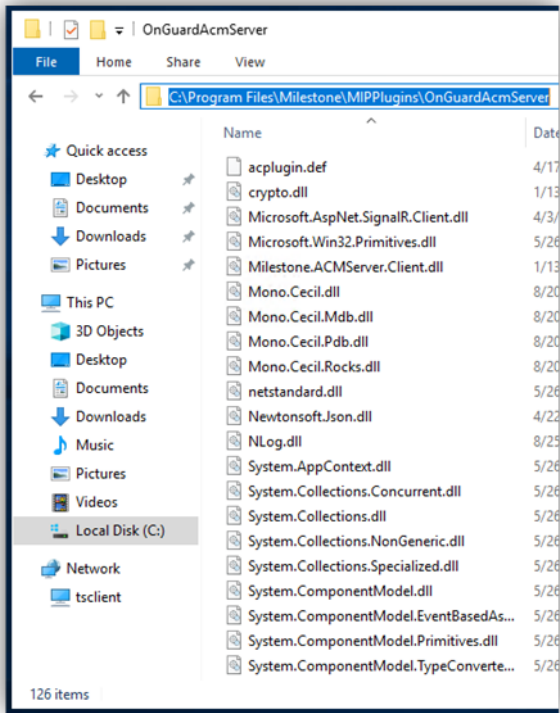 OnGuardAcmServer
File Home Share View
C:\Program Files\Milestone\MIPPlugins\OnGuardAcmServer
Name Date
Quick access
Desktop
Documents
Downloads
Pictures
This PC
3D Objects
Desktop
Documents
Downloads
Music
Pictures
Videos
Local Disk (C:)
Network
tsclient
acplugin.def 4/17
crypto.dll 1/13
Microsoft.AspNet.SignalR.Client.dll 4/3/
Microsoft.Win32.Primitives.dll 5/26
Milestone.ACMServer.Client.dll 1/13
Mono.Cecil.dll 8/20
Mono.Cecil.Mdb.dll 8/20
Mono.Cecil.Pdb.dll 8/20
Mono.Cecil.Rocks.dll 8/20
netstandard.dll 5/26
Newtonsoft.Json.dll 4/22
NLog.dll 8/25
System.AppContext.dll 5/26
System.Collections.Concurrent.dll 5/26
System.Collections.dll 5/26
System.Collections.NonGeneric.dll 5/26
System.Collections.Specialized.dll 5/26
System.ComponentModel.dll 5/26
System.ComponentModel.EventBasedAs... 5/26
System.ComponentModel.Primitives.dll 5/26
System.ComponentModel.TypeConverte... 5/26
126 items